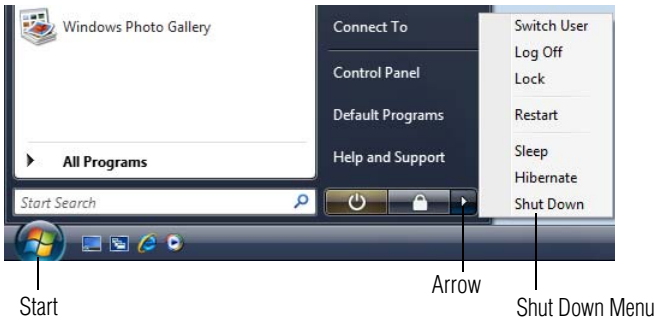 Windows Photo Gallery
All Programs
Start Search
Connect To
Control Panel
Default Programs
Help and Support
Switch User
Log Off
Lock
Restart
Sleep
Hibernate
Shut Down
Start
Arrow
Shut Down Menu